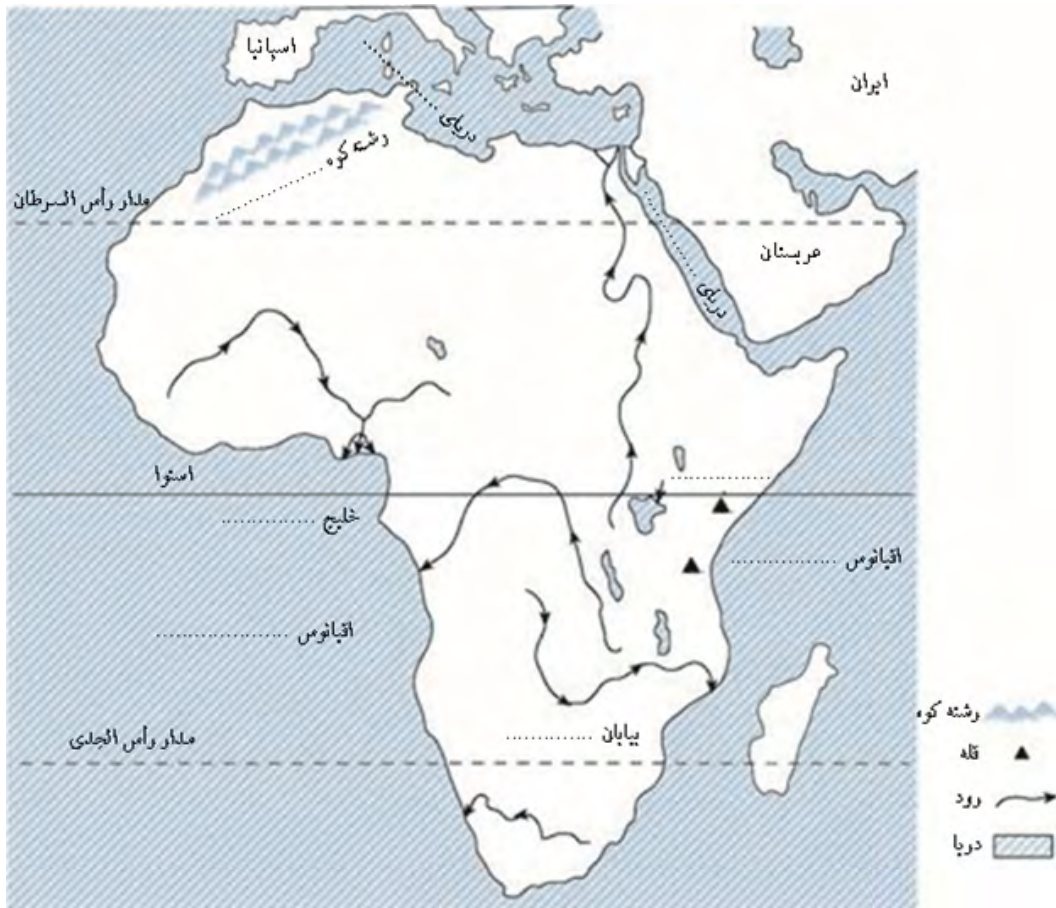 اسپانیا
ایران
دریای ............
رشته کوه ............
مدار رأس السرطان
عربستان
دریای ............
استوا
............
خلیج ............
اقیانوس ............
اقیانوس ............
بیابان ............
مدار رأس الجدی
رشته کوه
قله
رود
دریا